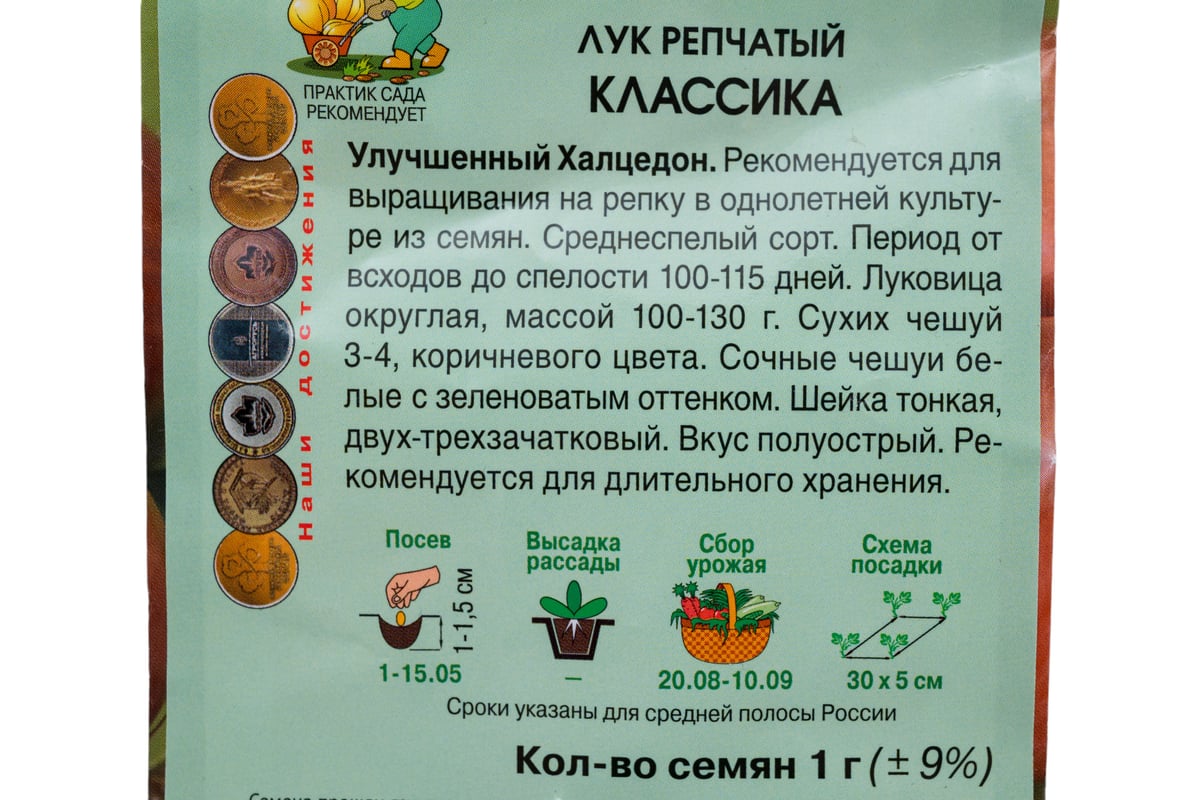 ЛУК РЕПЧАТЫЙ
КЛАССИКА
ПРАКТИК САДА
РЕКОМЕНДУЕТ
Наши достижения
Улучшенный Халцедон. Рекомендуется для
выращивания на репку в однолетней культу-
ре из семян. Среднеспелый сорт. Период от
всходов до спелости 100-115 дней. Луковица
округлая, массой 100-130 г. Сухих чешуй
3-4, коричневого цвета. Сочные чешуи бе-
лые с зеленоватым оттенком. Шейка тонкая,
двух-трехзачатковый. Вкус полуострый. Ре-
комендуется для длительного хранения.
Посев
1-1,5 см
1-15.05
Высадка
рассады
–
Сбор
урожая
20.08-10.09
Схема
посадки
30 х 5 см
Сроки указаны для средней полосы России
Кол-во семян 1 г (± 9%)